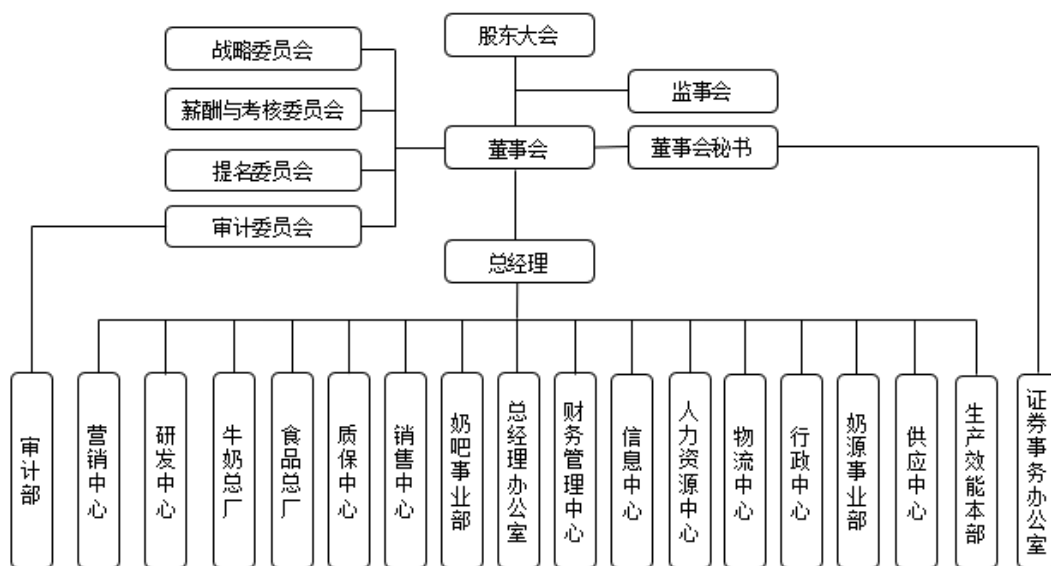 股东大会
战略委员会
监事会
薪酬与考核委员会
董事会
董事会秘书
提名委员会
审计委员会
总经理
审计部
营销中心
研发中心
牛奶总厂
食品总厂
质保中心
销售中心
奶吧事业部
总经理办公室
财务管理中心
信息中心
人力资源中心
物流中心
行政中心
奶源事业部
供应中心
生产效能本部
证券事务办公室